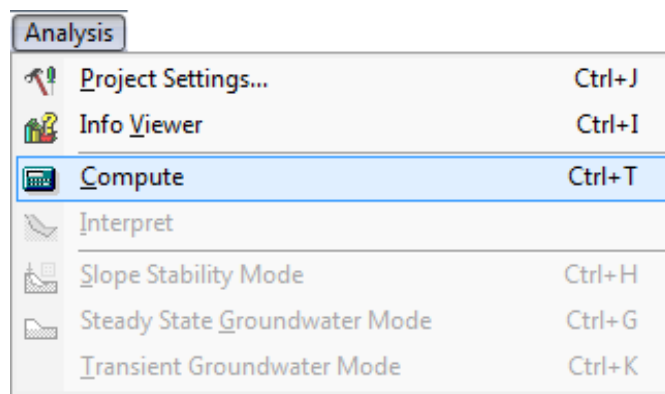 Analysis
Project Settings... Ctrl+J
Info Viewer Ctrl+I
Compute Ctrl+T
Interpret
Slope Stability Mode Ctrl+H
Steady State Groundwater Mode Ctrl+G
Transient Groundwater Mode Ctrl+K